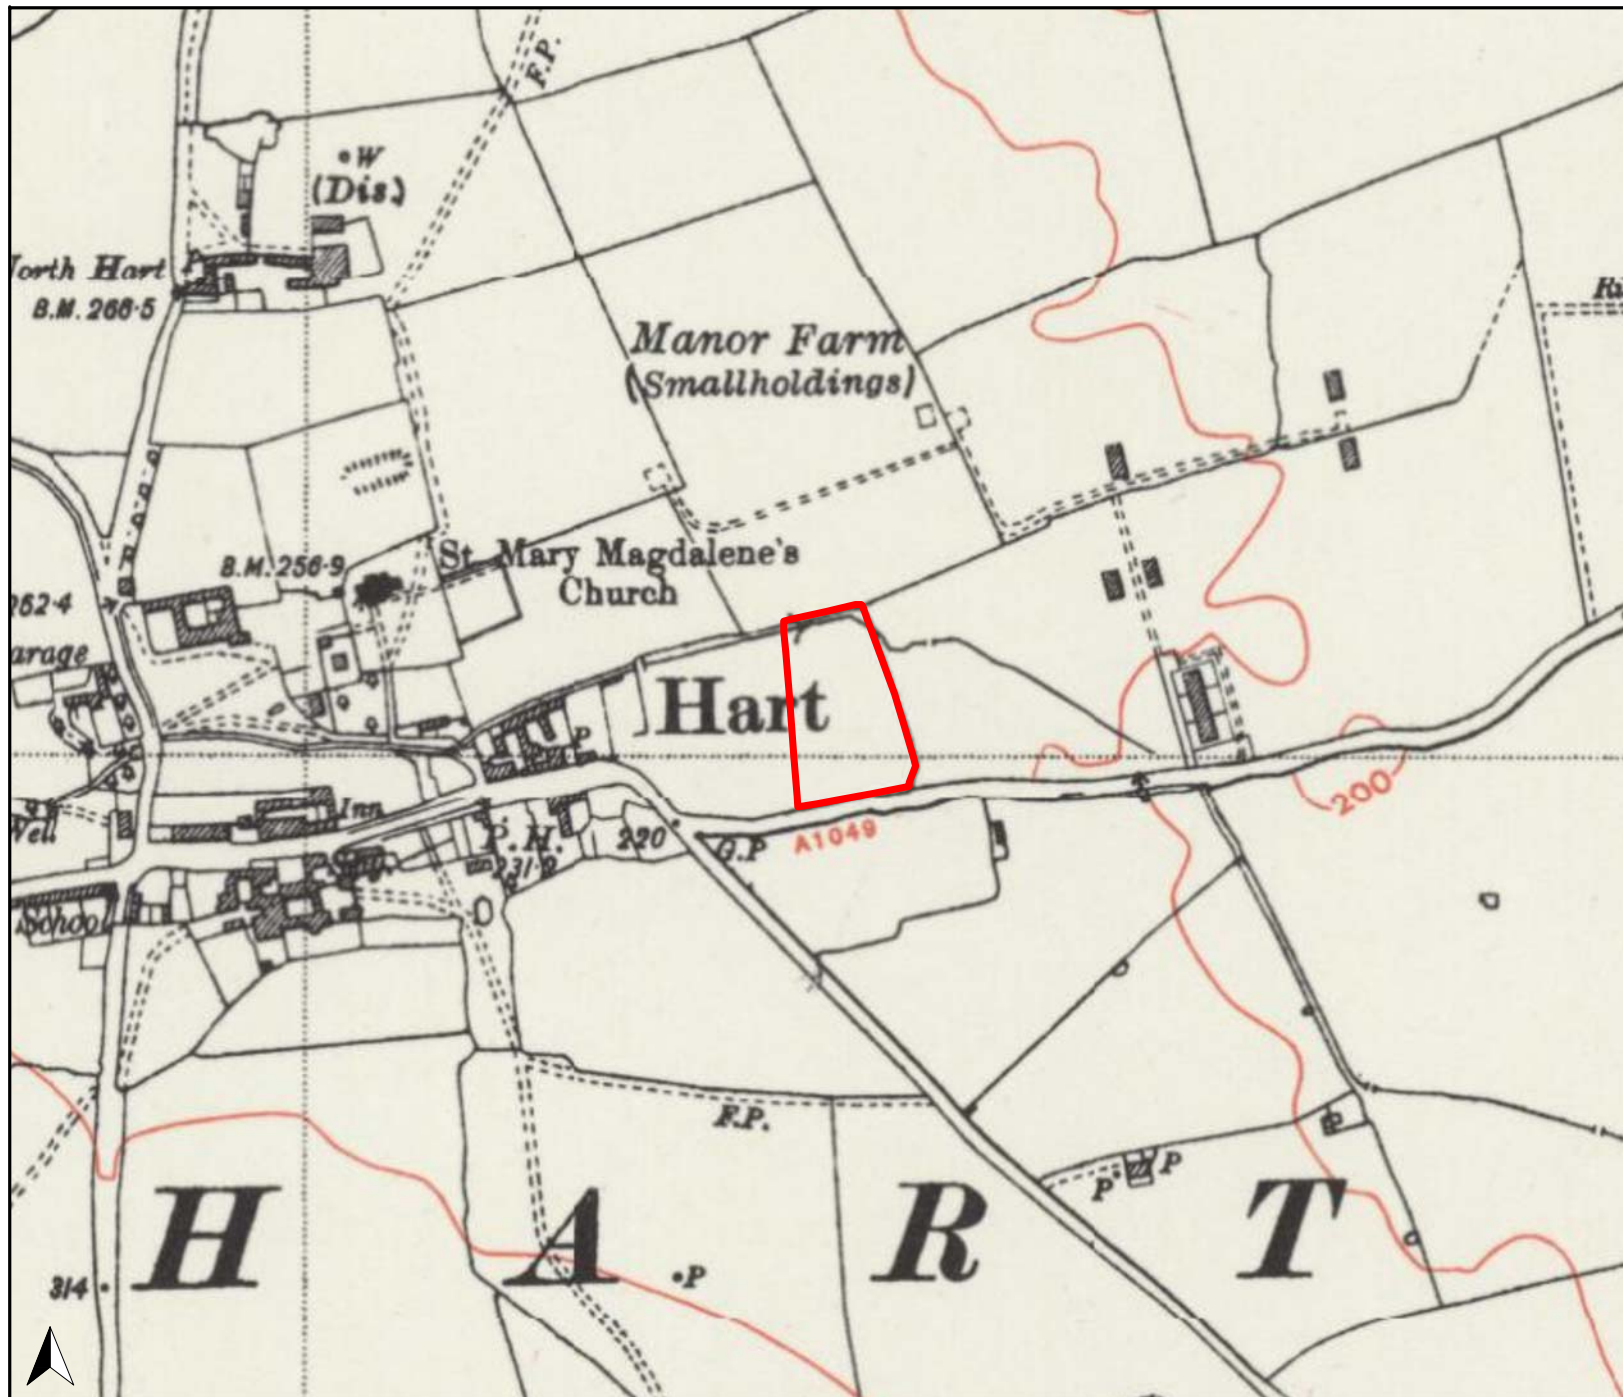 F.P.
W
(Dis.)
North Hart
B.M. 266·5
Manor Farm
(Smallholdings)
St. Mary Magdalene's
Church
B.M. 256·9
262·4
Garage
Hart
P
Well
Inn
P. H.
231·9
220
G.P
A1049
200
School
F.P.
P
P
H A R T
314
P